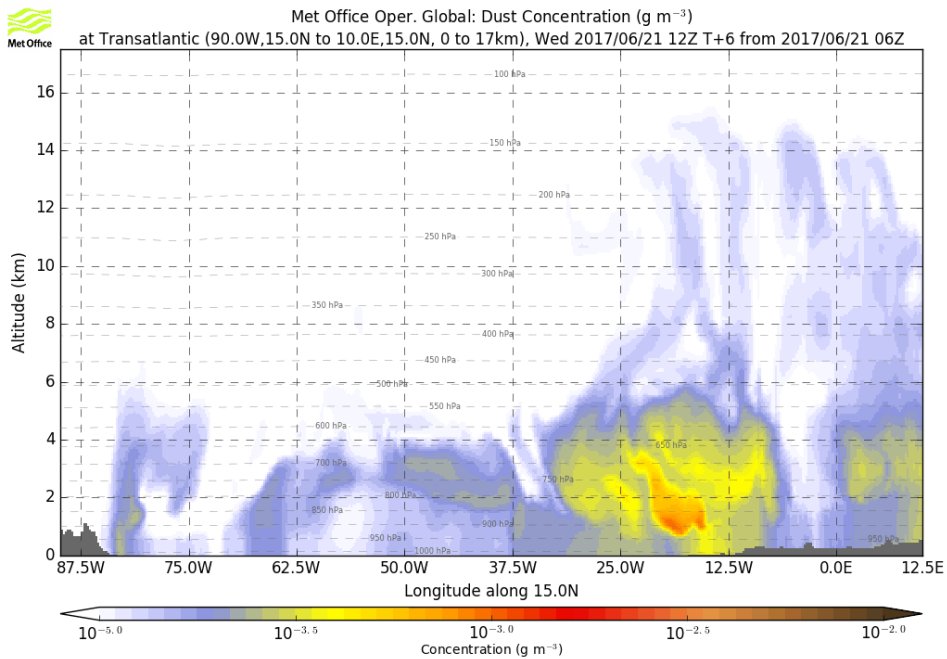 Met Office
Met Office Oper. Global: Dust Concentration (g m⁻³)
at Transatlantic (90.0W,15.0N to 10.0E,15.0N, 0 to 17km), Wed 2017/06/21 12Z T+6 from 2017/06/21 06Z
Altitude (km)
16
14
12
10
8
6
4
2
0
100 hPa
150 hPa
200 hPa
250 hPa
300 hPa
350 hPa
400 hPa
450 hPa
500 hPa
550 hPa
600 hPa
650 hPa
700 hPa
750 hPa
800 hPa
850 hPa
900 hPa
950 hPa
950 hPa
1000 hPa
87.5W 75.0W 62.5W 50.0W 37.5W 25.0W 12.5W 0.0E 12.5E
Longitude along 15.0N
10⁻⁵·⁰ 10⁻³·⁵ 10⁻³·⁰ 10⁻²·⁵ 10⁻²·⁰
Concentration (g m⁻³)